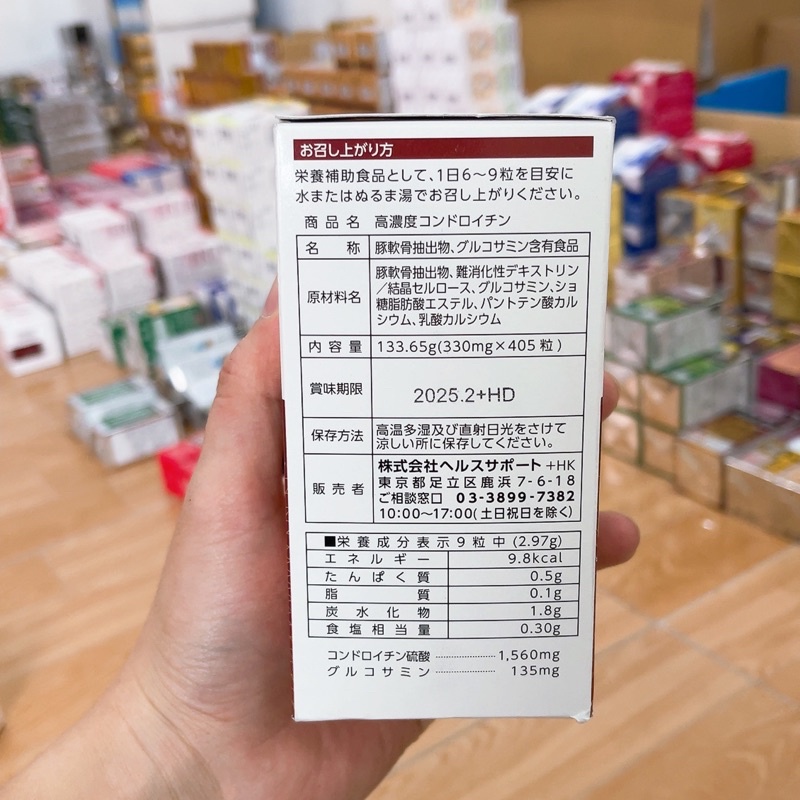 お召し上がり方
栄養補助食品として、1日6〜9粒を目安に
水またはぬるま湯でお召し上がりください。
商品名 高濃度コンドロイチン
名称 豚軟骨抽出物、グルコサミン含有食品
原材料名 豚軟骨抽出物、難消化性デキストリン
／結晶セルロース、グルコサミン、ショ
糖脂肪酸エステル、パントテン酸カル
シウム、乳酸カルシウム
内容量 133.65g(330mg×405粒)
賞味期限 2025.2+HD
保存方法 高温多湿及び直射日光をさけて
涼しい所に保存してください。
販売者 株式会社ヘルスサポート +HK
東京都足立区鹿浜7-6-18
ご相談窓口 03-3899-7382
10:00〜17:00(土日祝日を除く)
■栄養成分表示 9粒中(2.97g)
エネルギー 9.8kcal
たんぱく質 0.5g
脂質 0.1g
炭水化物 1.8g
食塩相当量 0.30g
コンドロイチン硫酸 1,560mg
グルコサミン 135mg